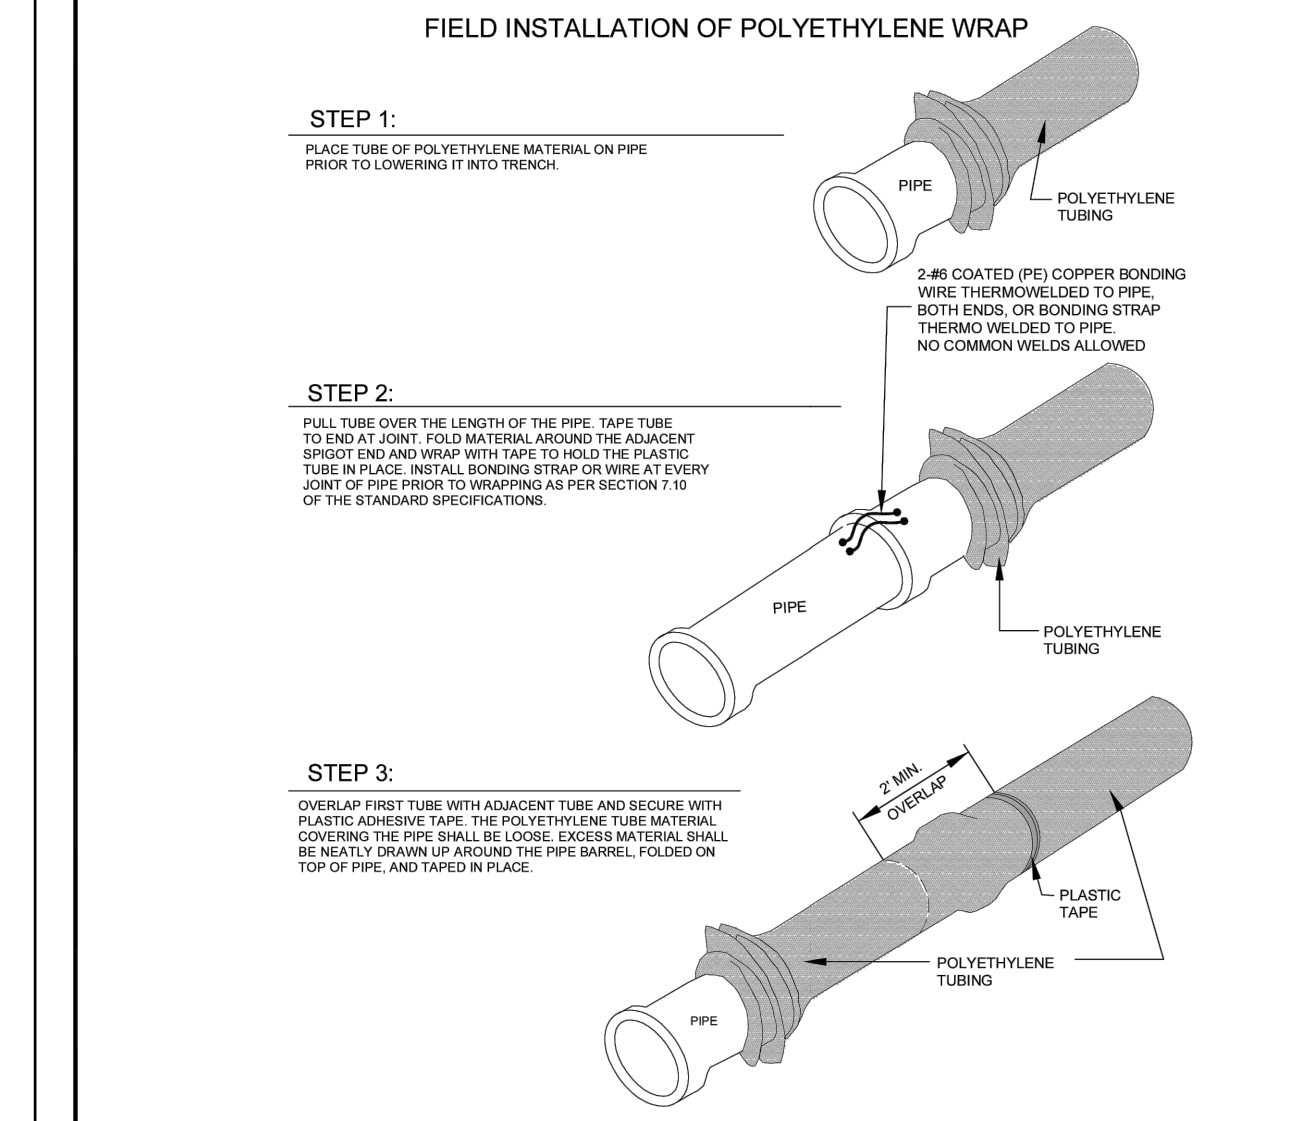 FIELD INSTALLATION OF POLYETHYLENE WRAP
STEP 1:
PLACE TUBE OF POLYETHYLENE MATERIAL ON PIPE
PRIOR TO LOWERING IT INTO TRENCH.
PIPE
POLYETHYLENE
TUBING
2-#6 COATED (PE) COPPER BONDING
WIRE THERMOWELDED TO PIPE,
BOTH ENDS, OR BONDING STRAP
THERMO WELDED TO PIPE.
NO COMMON WELDS ALLOWED
STEP 2:
PULL TUBE OVER THE LENGTH OF THE PIPE. TAPE TUBE
TO END AT JOINT. FOLD MATERIAL AROUND THE ADJACENT
SPIGOT END AND WRAP WITH TAPE TO HOLD THE PLASTIC
TUBE IN PLACE. INSTALL BONDING STRAP OR WIRE AT EVERY
JOINT OF PIPE PRIOR TO WRAPPING AS PER SECTION 7.10
OF THE STANDARD SPECIFICATIONS.
PIPE
POLYETHYLENE
TUBING
STEP 3:
OVERLAP FIRST TUBE WITH ADJACENT TUBE AND SECURE WITH
PLASTIC ADHESIVE TAPE. THE POLYETHYLENE TUBE MATERIAL
COVERING THE PIPE SHALL BE LOOSE. EXCESS MATERIAL SHALL
BE NEATLY DRAWN UP AROUND THE PIPE BARREL, FOLDED ON
TOP OF PIPE, AND TAPED IN PLACE.
2' MIN.
OVERLAP
PLASTIC
TAPE
POLYETHYLENE
TUBING
PIPE